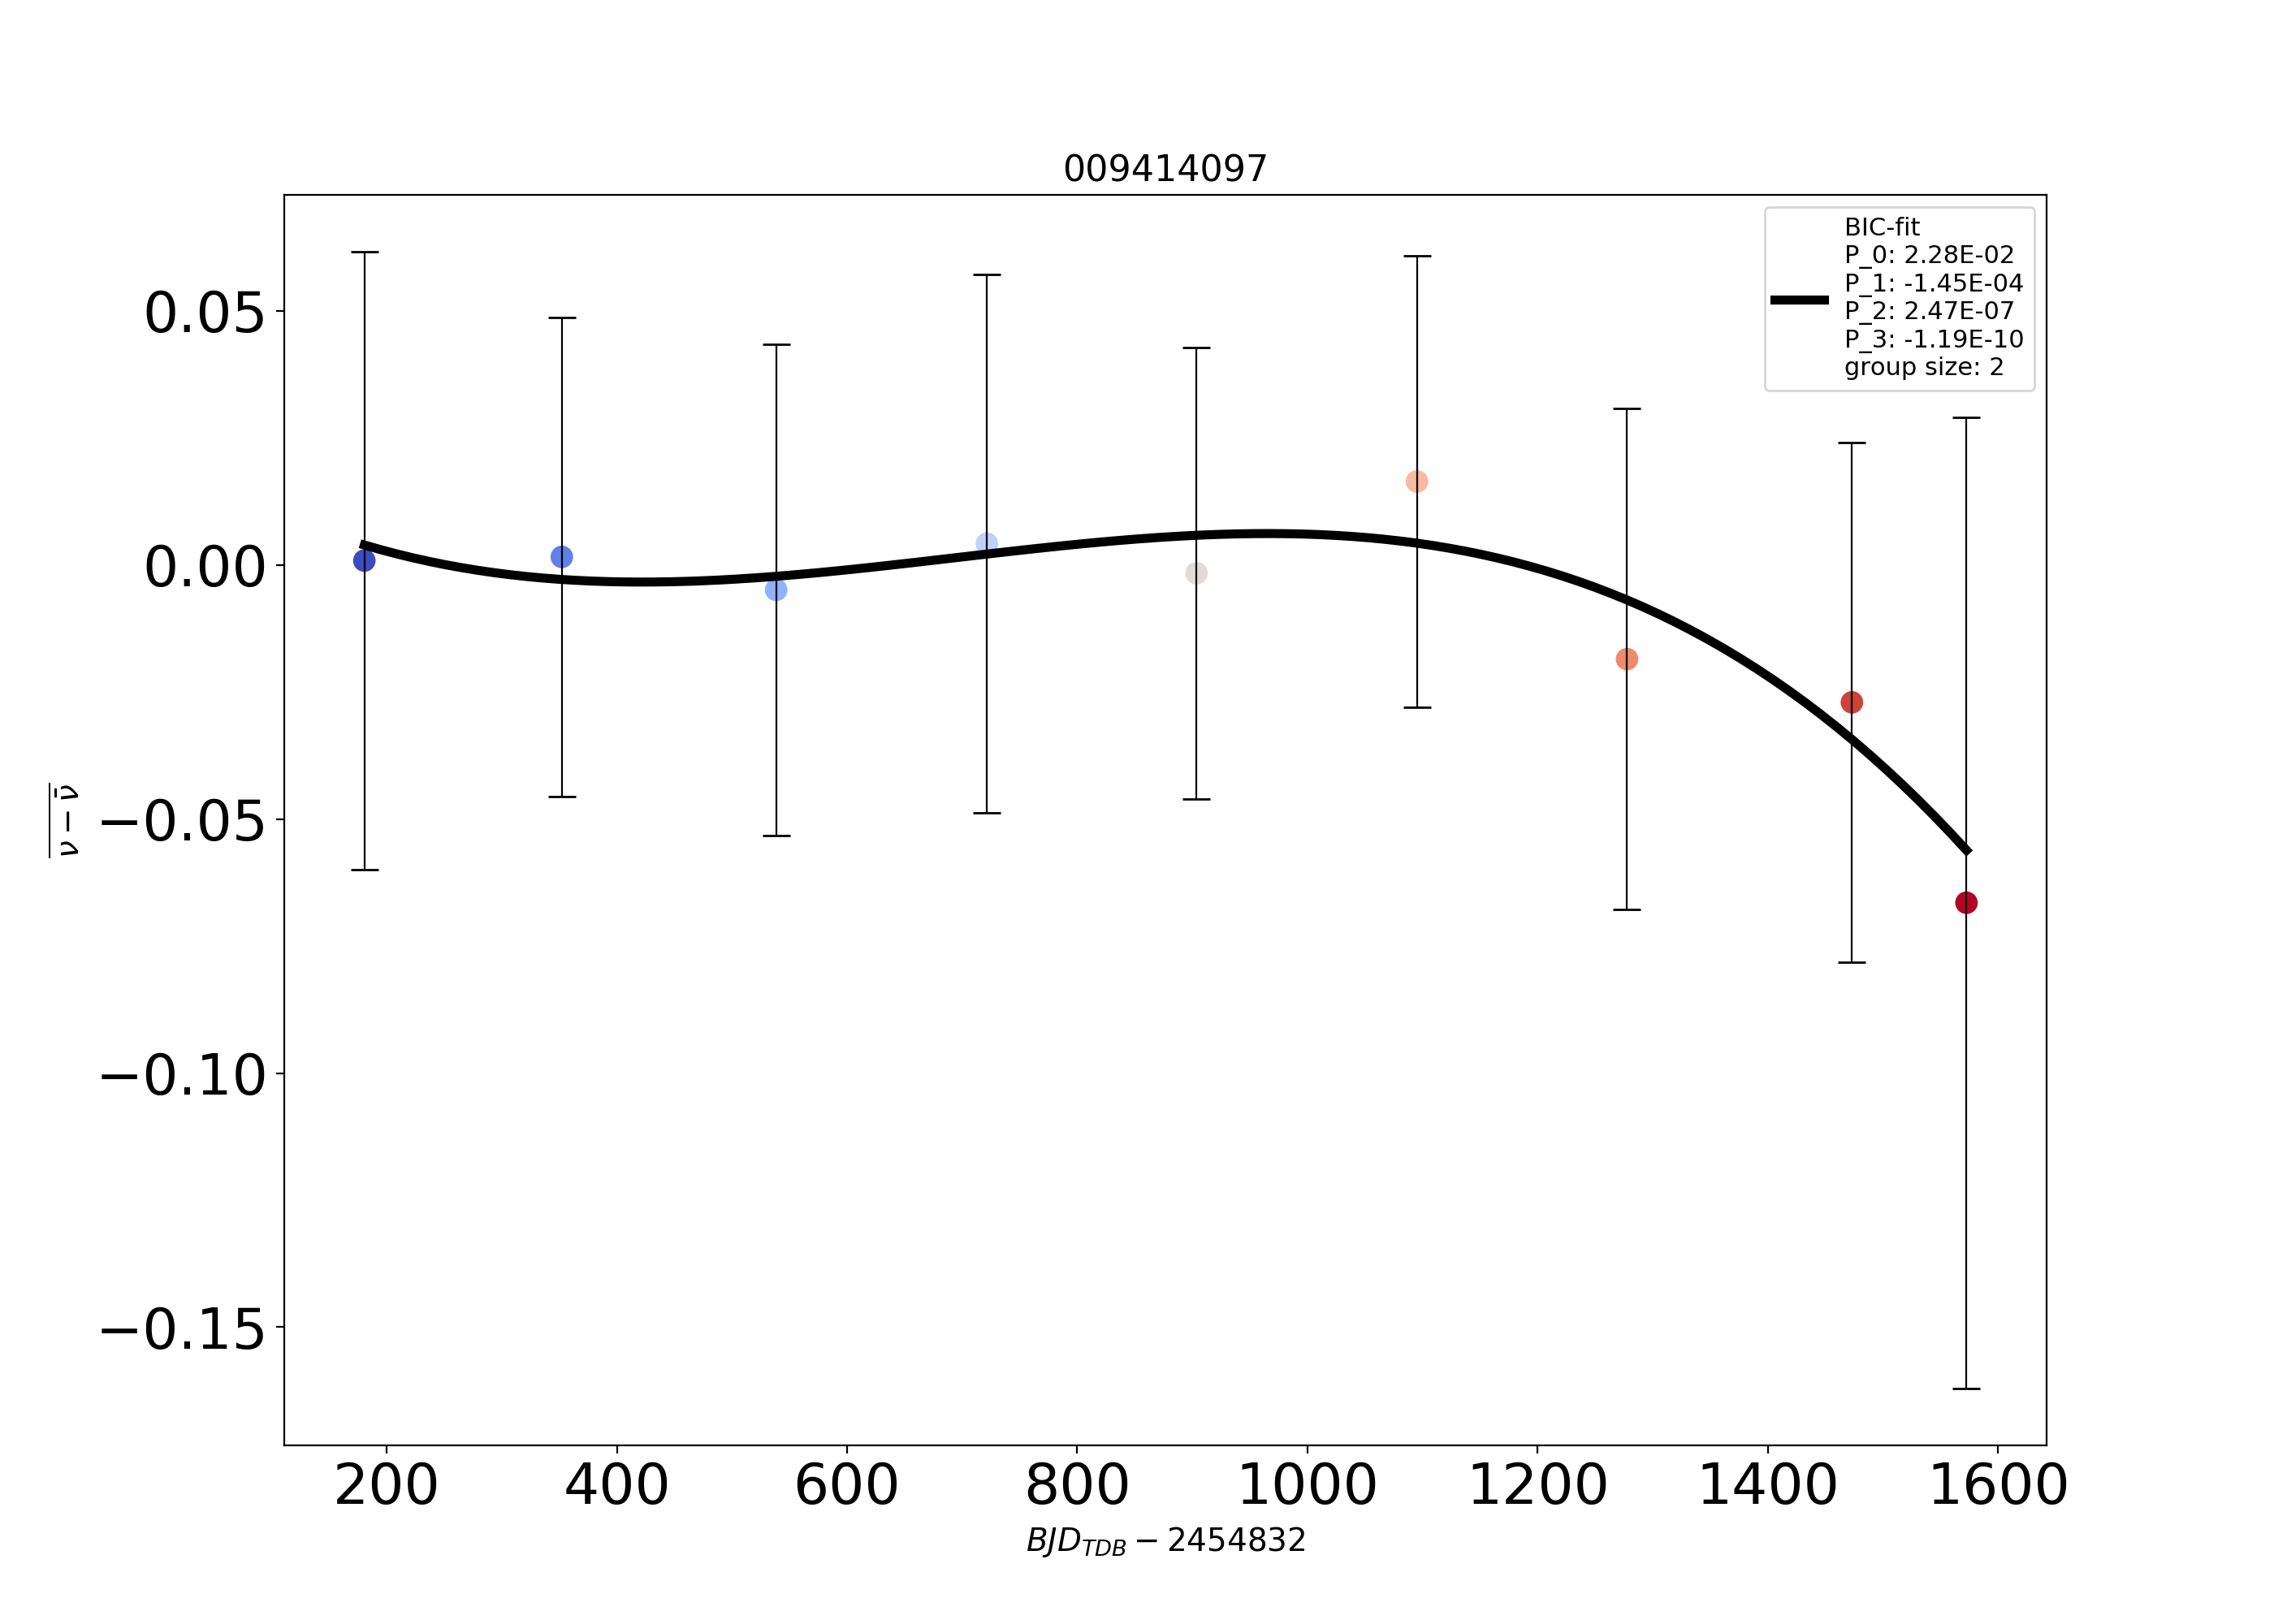 009414097
BIC-fit
P_0: 2.28E-02
P_1: -1.45E-04
P_2: 2.47E-07
P_3: -1.19E-10
group size: 2
0.05
0.00
−0.05
−0.10
−0.15
ν − ν̄
200 400 600 800 1000 1200 1400 1600
BJD_TDB − 2454832